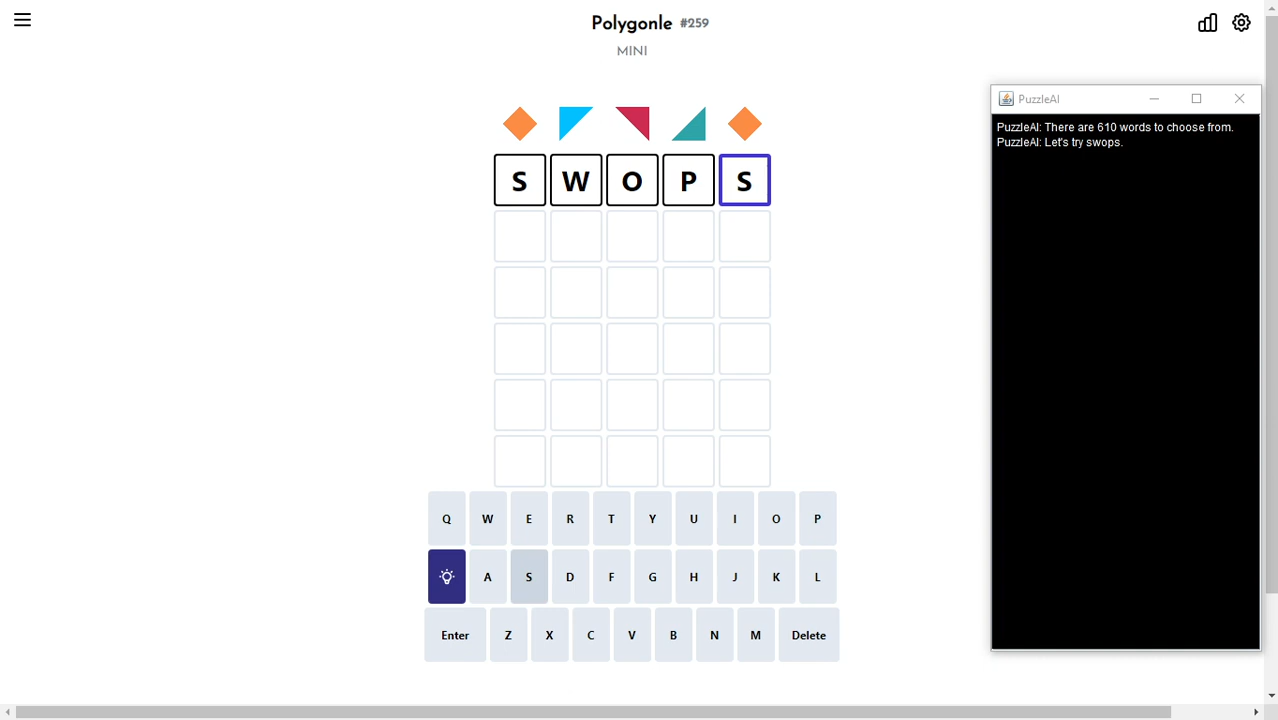 Polygonle #259
MINI
PuzzleAI
PuzzleAI: There are 610 words to choose from.
PuzzleAI: Let's try swops.
S W O P S
Q W E R T Y U I O P
A S D F G H J K L
Enter Z X C V B N M Delete